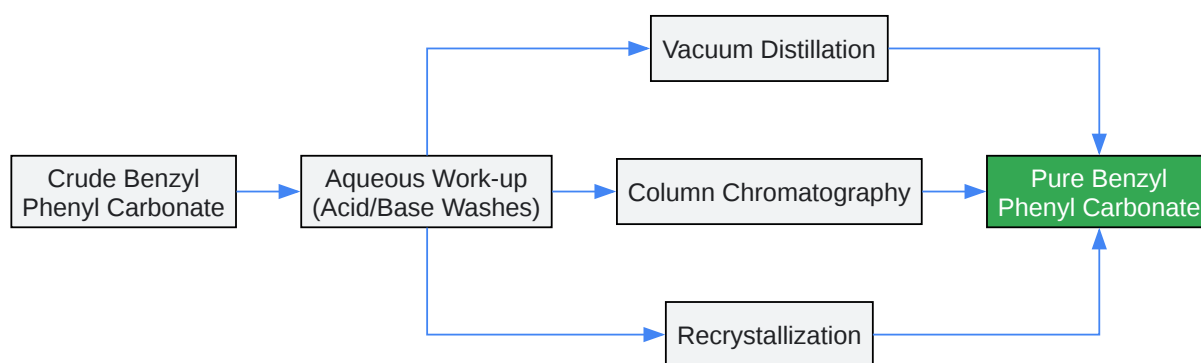 Vacuum Distillation
Crude Benzyl
Phenyl Carbonate
Aqueous Work-up
(Acid/Base Washes)
Column Chromatography
Pure Benzyl
Phenyl Carbonate
Recrystallization